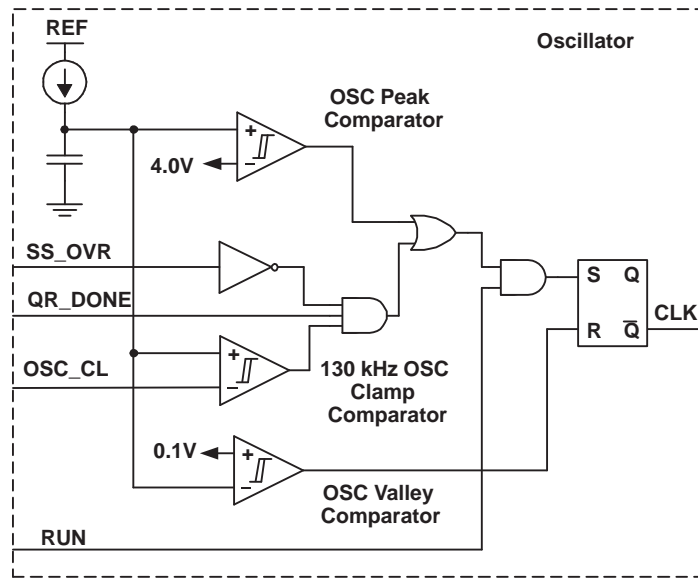 REF
Oscillator
OSC Peak
Comparator
+
−
4.0V
SS_OVR
QR_DONE
S Q
R Q̅
CLK
OSC_CL
+
−
130 kHz OSC
Clamp
Comparator
0.1V
+
−
OSC Valley
Comparator
RUN